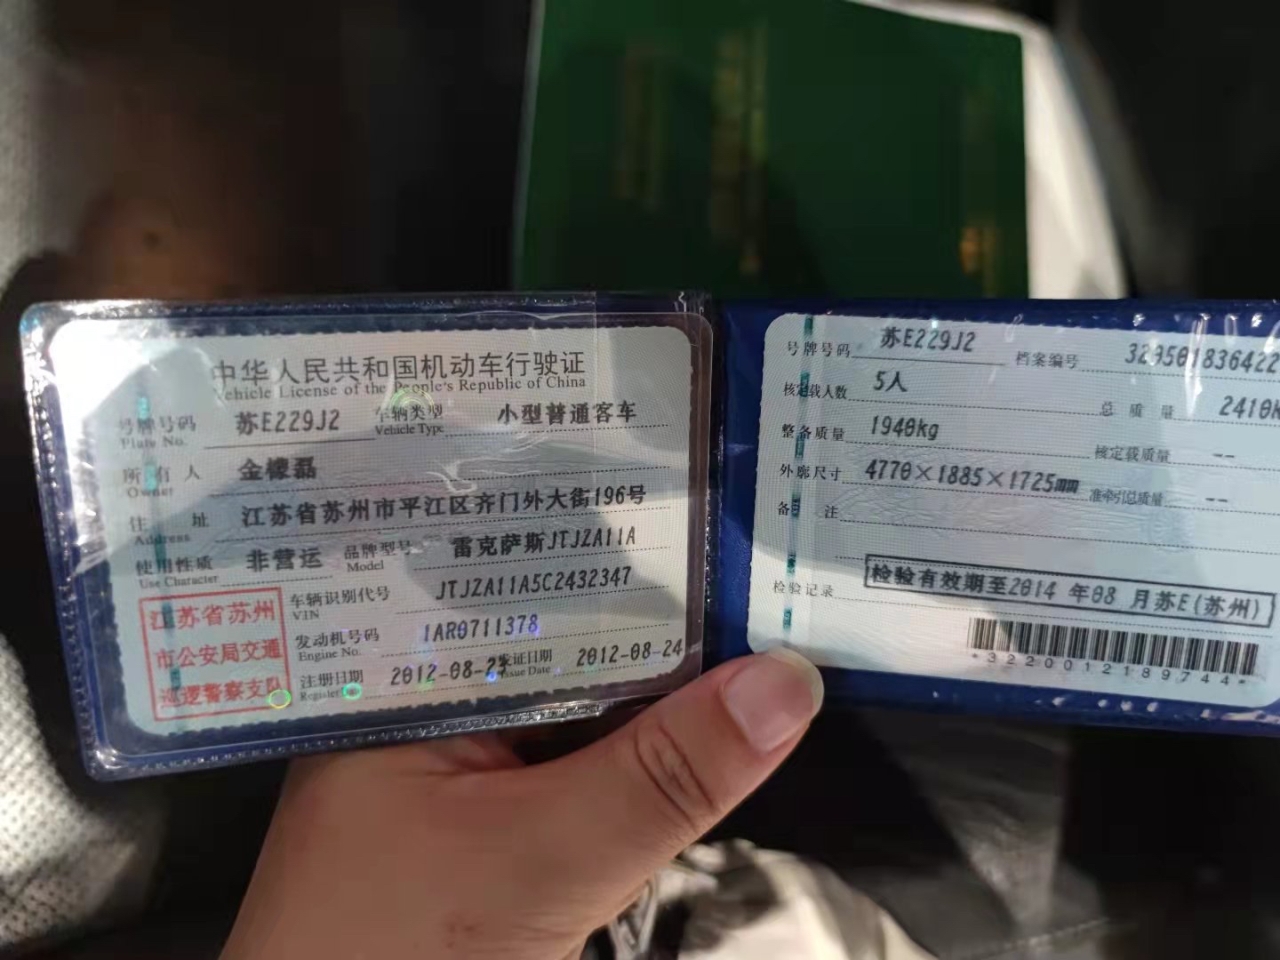 中华人民共和国机动车行驶证
Vehicle License of the People's Republic of China
号牌号码 苏E229J2 车辆类型 小型普通客车
Plate No. Vehicle Type
所有人 金檺磊
Owner
住址 江苏省苏州市平江区齐门外大街196号
Address
使用性质 非营运 品牌型号 雷克萨斯JTJZA11A
Use Character Model
江苏省苏州
市公安局交通
巡逻警察支队
车辆识别代号 JTJZA11A5C2432347
VIN
发动机号码 1AR0711378
Engine No.
注册日期 2012-08-23 发证日期 2012-08-24
Register Issue Date
号牌号码 苏E229J2 档案编号 320501836422
核定载人数 5人 总质量 2410k
整备质量 1940kg 核定载质量 --
外廓尺寸 4770×1885×1725mm 准牵引总质量 --
备注
检验记录 检验有效期至2014年08月苏E(苏州)
*3220012189744*